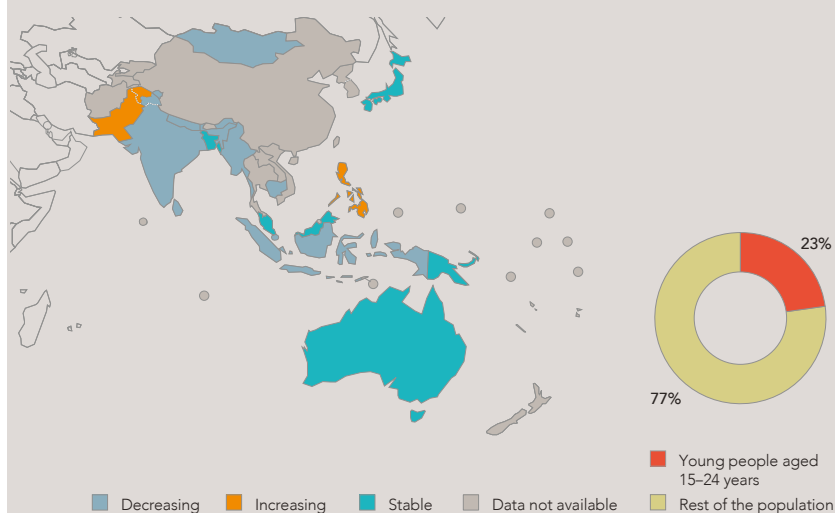 23%
77%
Young people aged
15–24 years
Decreasing
Increasing
Stable
Data not available
Rest of the population